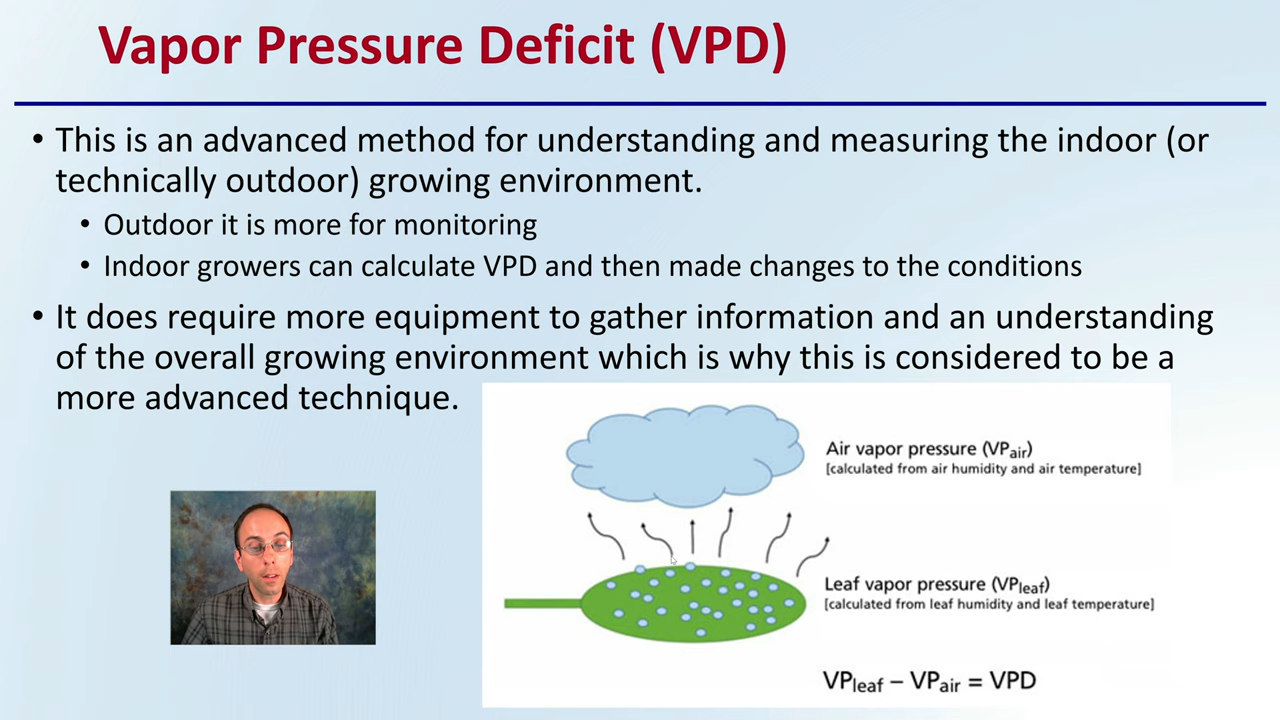 Vapor Pressure Deficit (VPD)
• This is an advanced method for understanding and measuring the indoor (or
technically outdoor) growing environment.
• Outdoor it is more for monitoring
• Indoor growers can calculate VPD and then made changes to the conditions
• It does require more equipment to gather information and an understanding
of the overall growing environment which is why this is considered to be a
more advanced technique.
Air vapor pressure (VPair)
[calculated from air humidity and air temperature]
Leaf vapor pressure (VPleaf)
[calculated from leaf humidity and leaf temperature]
VPleaf – VPair = VPD